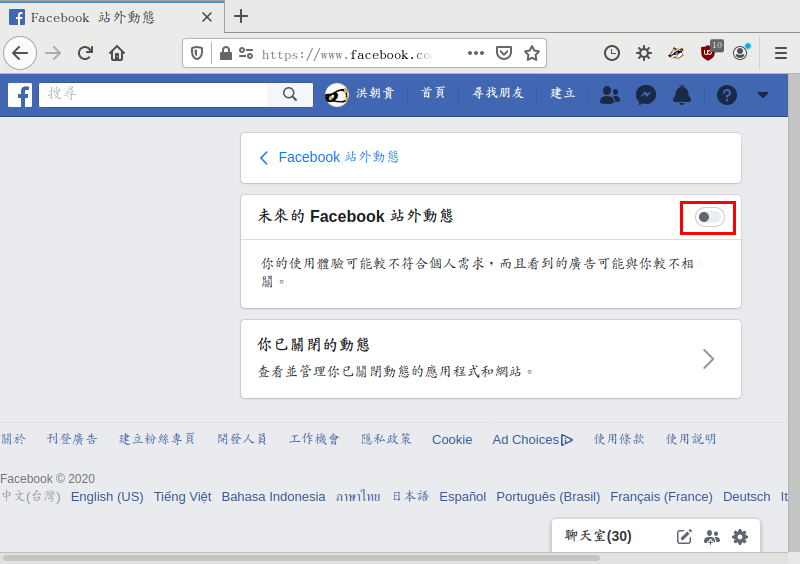 Facebook 站外動態
https://www.facebook.co
10
搜尋
洪朝貴 首頁 尋找朋友 建立
Facebook 站外動態
未來的 Facebook 站外動態
你的使用體驗可能較不符合個人需求，而且看到的廣告可能與你較不相
關。
你已關閉的動態
查看並管理你已關閉動態的應用程式和網站。
關於 刊登廣告 建立粉絲專頁 開發人員 工作機會 隱私政策 Cookie Ad Choices 使用條款 使用說明
Facebook © 2020
中文(台灣) English (US) Tiếng Việt Bahasa Indonesia ภาษาไทย 日本語 Español Português (Brasil) Français (France) Deutsch It
聊天室(30)